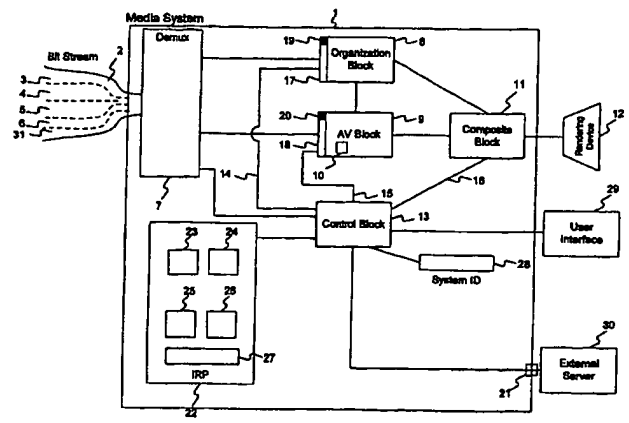 1
Media System
Demux
Bit Stream
2
3
4
5
6
31
7
19
Organization
Block
8
17
20
AV Block
9
18
10
11
Composite Block
Rendering
Device
12
14
15
16
Control Block
13
29
User
Interface
System ID
28
23
24
25
26
27
IRP
22
30
External
Server
21